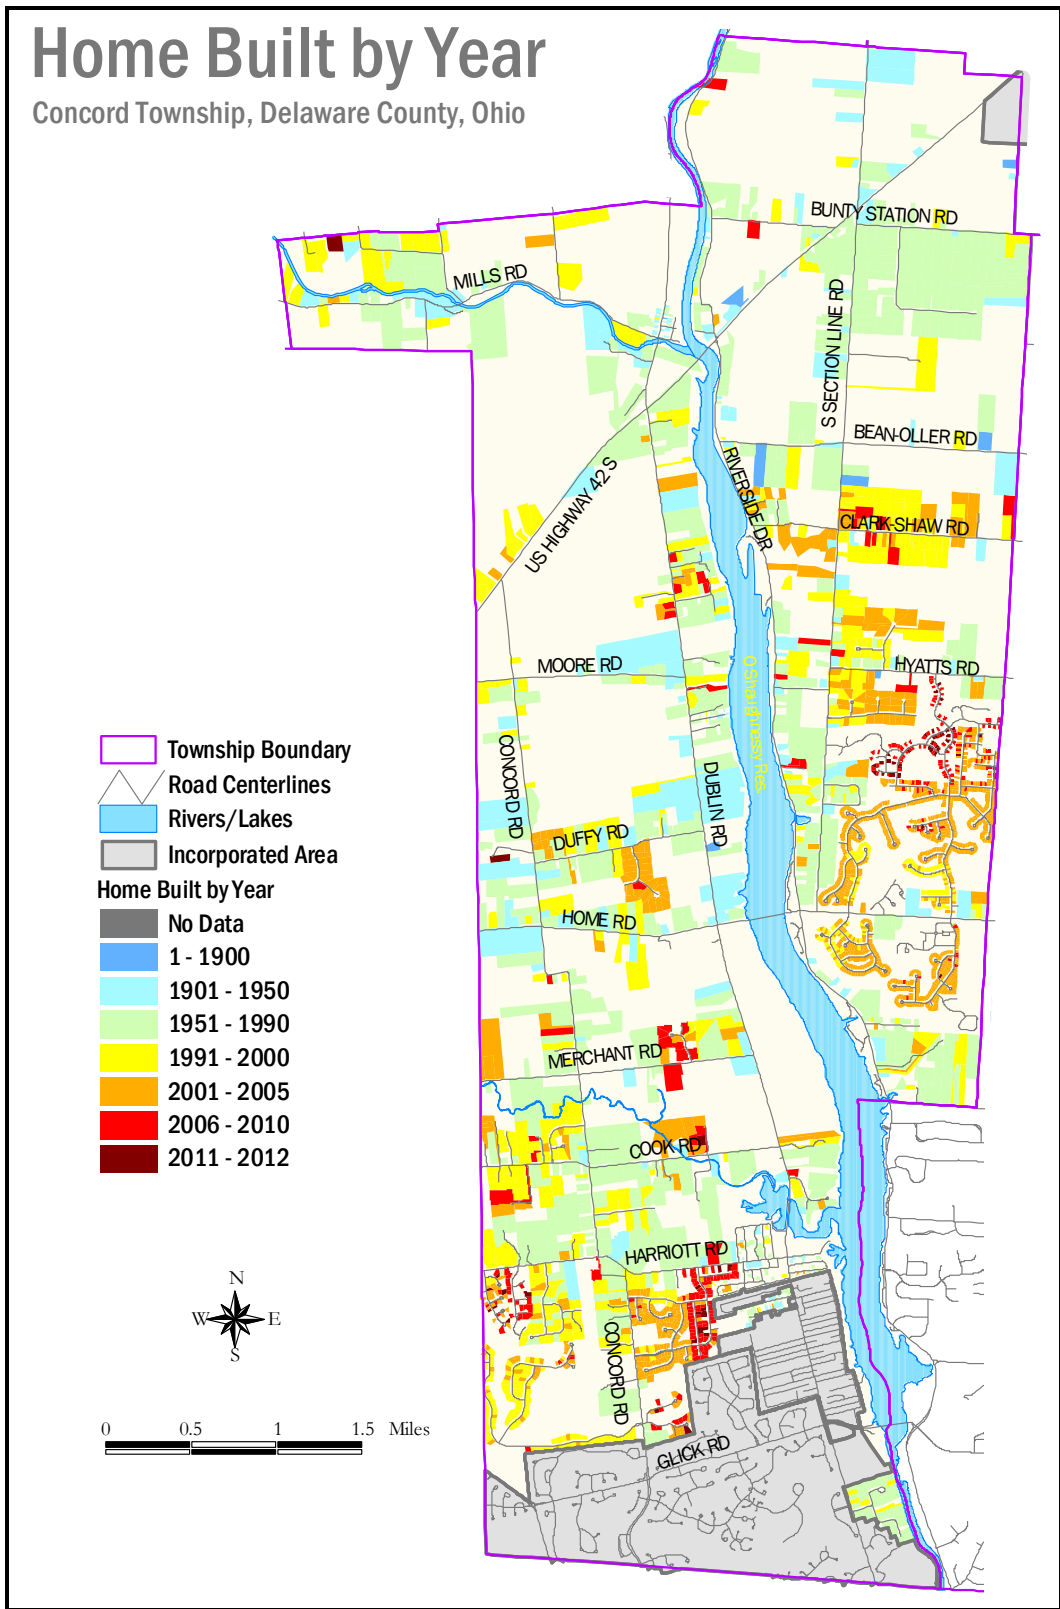 Home Built by Year
Concord Township, Delaware County, Ohio
BUNTY STATION RD
MILLS RD
S SECTION LINE RD
BEAN-OLLER RD
RIVERSIDE DR
US HIGHWAY 42 S
CLARK-SHAW RD
MOORE RD
HYATTS RD
O Shaughnessy Res.
CONCORD RD
DUBLIN RD
DUFFY RD
HOME RD
MERCHANT RD
COOK RD
HARRIOTT RD
CONCORD RD
GLICK RD
Township Boundary
Road Centerlines
Rivers/Lakes
Incorporated Area
Home Built by Year
No Data
1 - 1900
1901 - 1950
1951 - 1990
1991 - 2000
2001 - 2005
2006 - 2010
2011 - 2012
N
W E
S
0 0.5 1 1.5 Miles